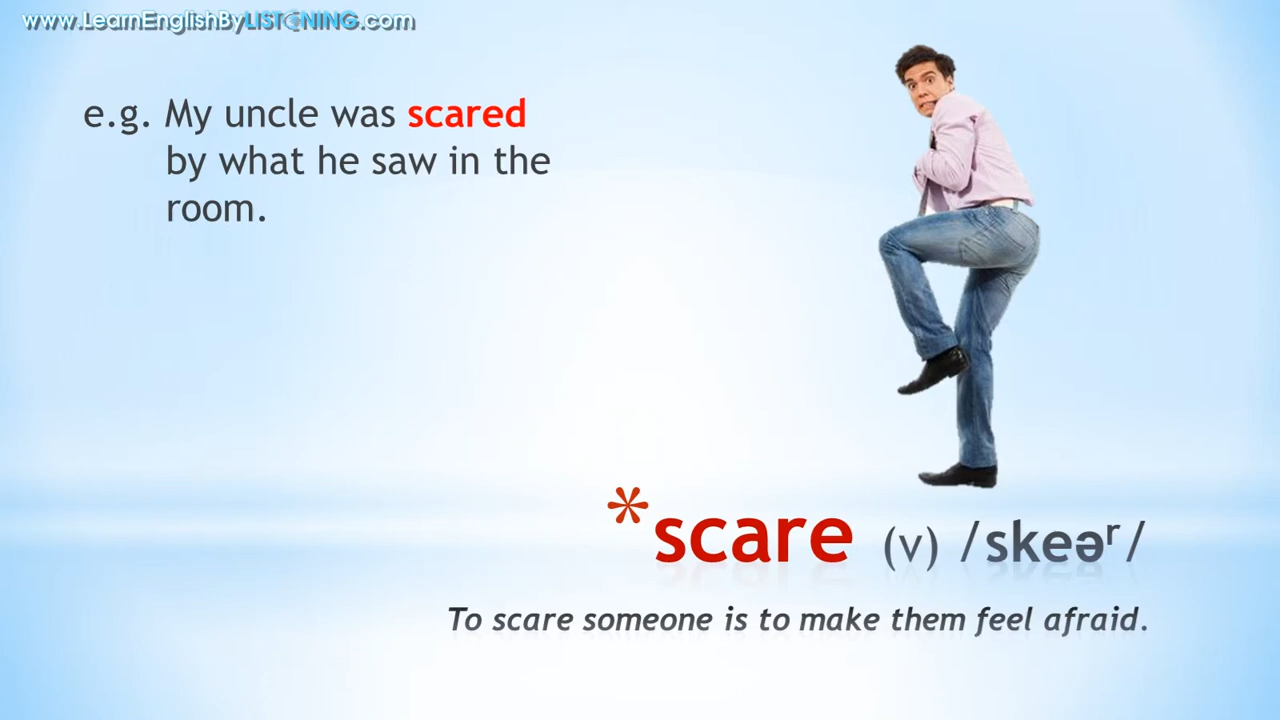 www.LearnEnglishByLISTENING.com
e.g. My uncle was scared
by what he saw in the
room.
*scare (v) /skeəʳ/
To scare someone is to make them feel afraid.